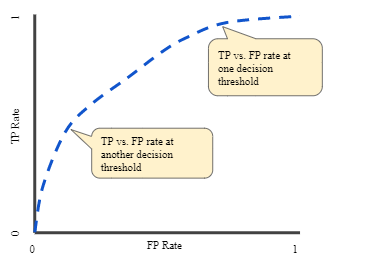 1
TP vs. FP rate at
one decision
threshold
TP Rate
TP vs. FP rate at
another decision
threshold
0
0
FP Rate
1